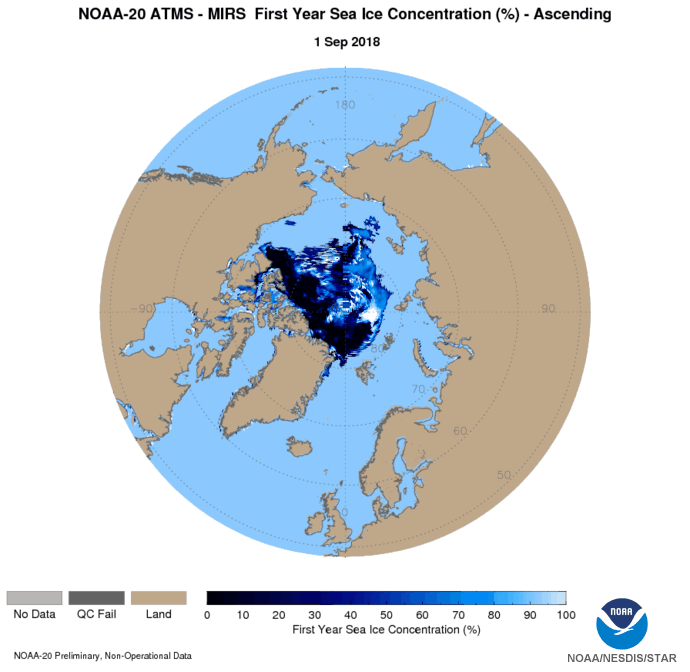 NOAA-20 ATMS - MIRS  First Year Sea Ice Concentration (%) - Ascending
1 Sep 2018
180
-90
90
80
70
60
50
0
No Data
QC Fail
Land
0 10 20 30 40 50 60 70 80 90 100
First Year Sea Ice Concentration (%)
NOAA
NOAA-20 Preliminary, Non-Operational Data
NOAA/NESDIS/STAR